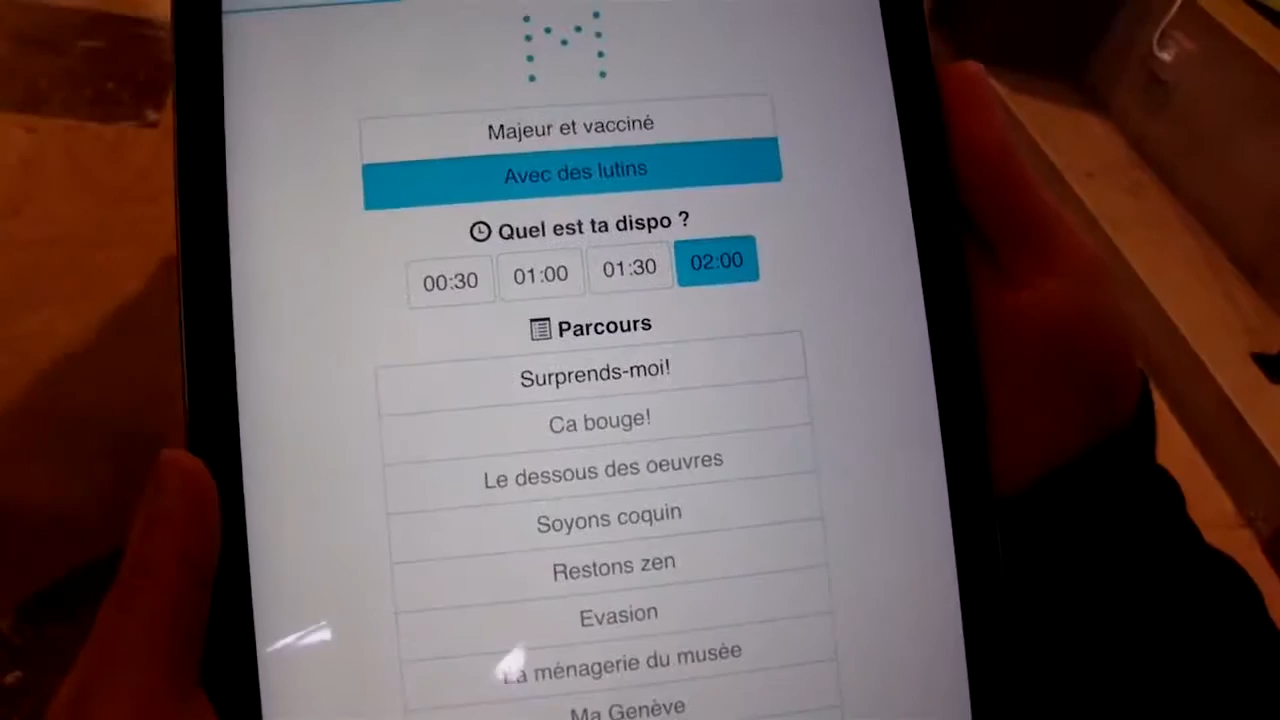 Majeur et vacciné
Avec des lutins
Quel est ta dispo ?
00:30 01:00 01:30 02:00
Parcours
Surprends-moi!
Ca bouge!
Le dessous des oeuvres
Soyons coquin
Restons zen
Evasion
La ménagerie du musée
Ma Genève